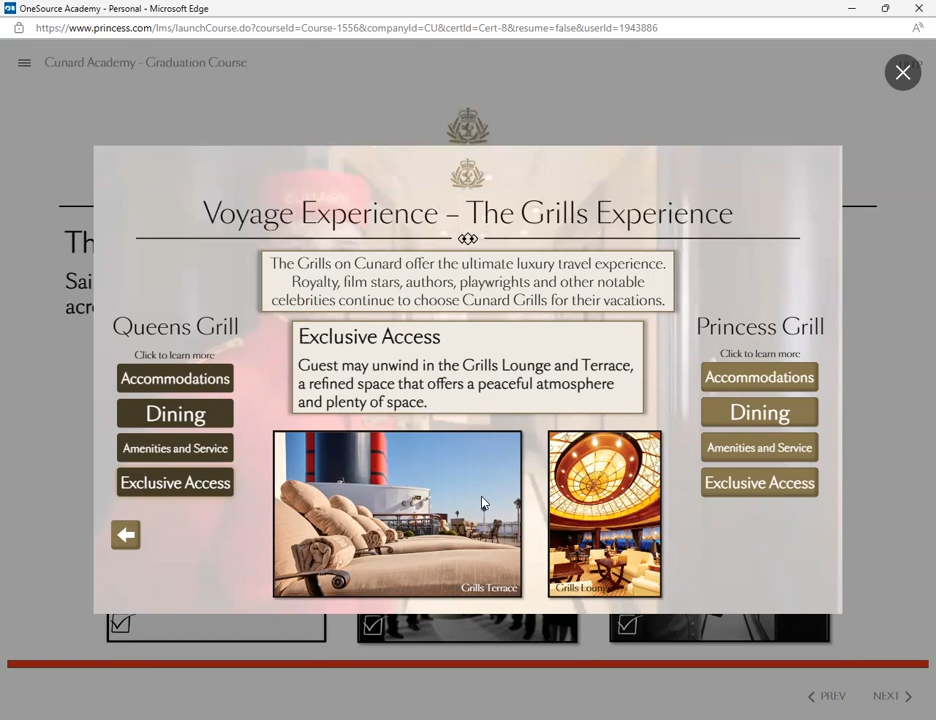 OneSource Academy - Personal - Microsoft Edge
https://www.princess.com/lms/launchCourse.do?courseId=Course-1556&companyId=CU&certId=Cert-8&resume=false&userId=1943886
Cunard Academy - Graduation Course
Voyage Experience – The Grills Experience
The Grills on Cunard offer the ultimate luxury travel experience.
Royalty, film stars, authors, playwrights and other notable
celebrities continue to choose Cunard Grills for their vacations.
Th
Sai
acr
Queens Grill
Click to learn more
Accommodations
Dining
Amenities and Service
Exclusive Access
Exclusive Access
Guest may unwind in the Grills Lounge and Terrace,
a refined space that offers a peaceful atmosphere
and plenty of space.
Grills Terrace
Grills Lounge
Princess Grill
Click to learn more
Accommodations
Dining
Amenities and Service
Exclusive Access
PREV
NEXT